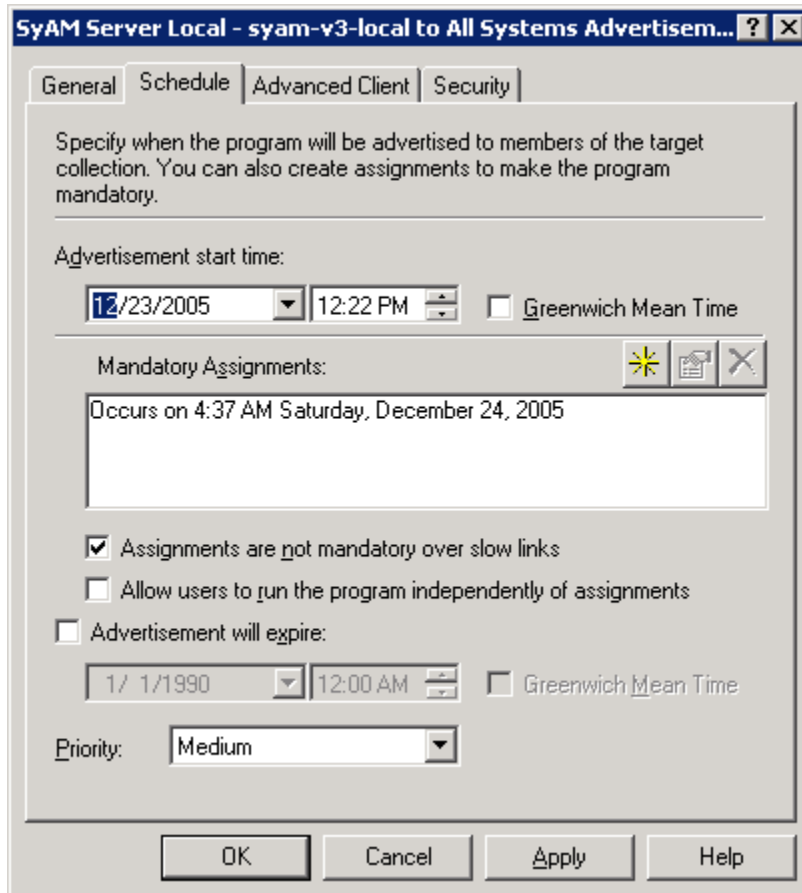 SyAM Server Local - syam-v3-local to All Systems Advertisem...
General Schedule Advanced Client Security
Specify when the program will be advertised to members of the target
collection. You can also create assignments to make the program
mandatory.
Advertisement start time:
12/23/2005 12:22 PM Greenwich Mean Time
Mandatory Assignments:
Occurs on 4:37 AM Saturday, December 24, 2005
Assignments are not mandatory over slow links
Allow users to run the program independently of assignments
Advertisement will expire:
1/ 1/1990 12:00 AM Greenwich Mean Time
Priority: Medium
OK Cancel Apply Help